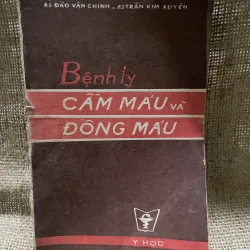 BS ĐÀO VĂN CHINH - BS TRẦN KIM XUYẾN
Bệnh lý
CẦM MÁU VÀ
ĐÔNG MÁU
Y HỌC